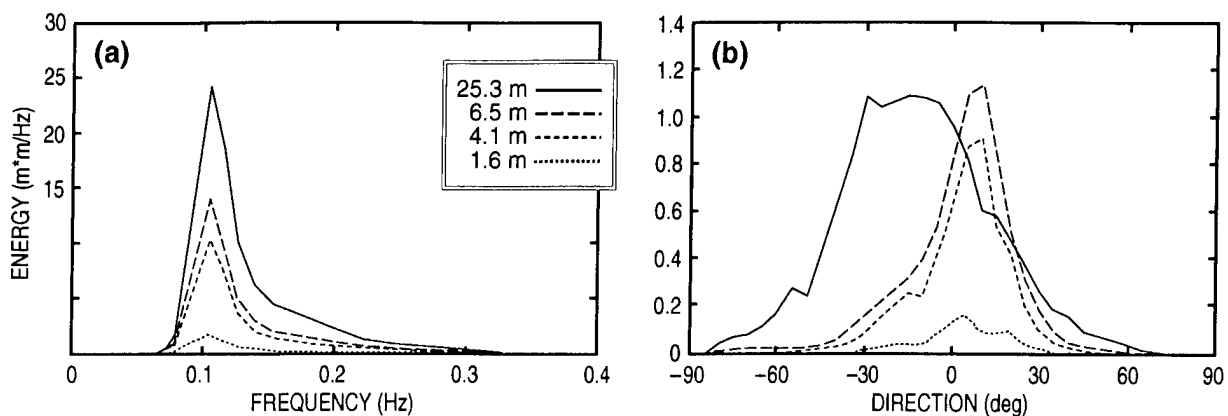 (a)
ENERGY (m*m/Hz)
30
25
20
15
0
0.1
0.2
0.3
0.4
FREQUENCY (Hz)
25.3 m
6.5 m
4.1 m
1.6 m
(b)
1.4
1.2
1.0
0.8
0.6
0.4
0.2
0
−90
−60
−30
0
30
60
90
DIRECTION (deg)